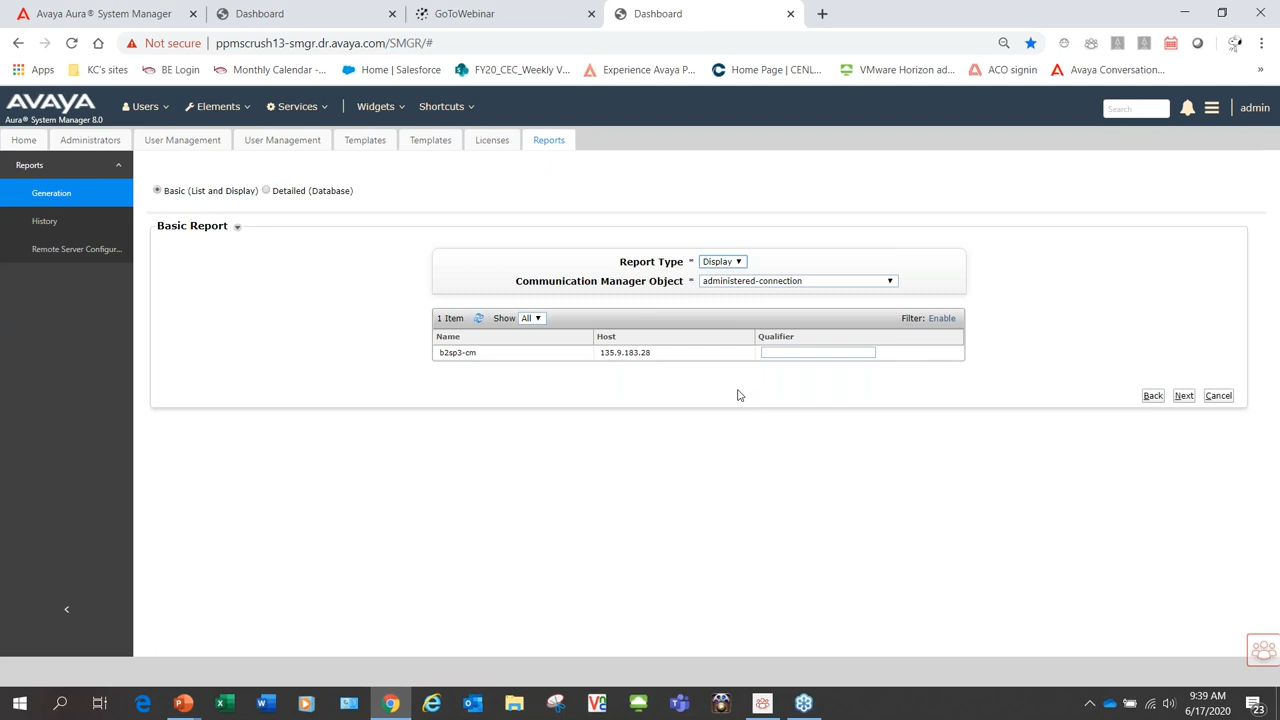 Avaya Aura® System Manager
Dashboard
GoToWebinar
Dashboard
Not secure | ppmscrush13-smgr.dr.avaya.com/SMGR/#
Apps
KC's sites
BE Login
Monthly Calendar -...
Home | Salesforce
FY20_CEC_Weekly V...
Experience Avaya P...
Home Page | CENL...
VMware Horizon ad...
ACO signin
Avaya Conversation...
»
AVAYA
Aura® System Manager 8.0
Users
Elements
Services
Widgets
Shortcuts
Search
admin
Home
Administrators
User Management
User Management
Templates
Templates
Licenses
Reports
Reports
Generation
History
Remote Server Configur...
Basic (List and Display)
Detailed (Database)
Basic Report
Report Type * Display
Communication Manager Object * administered-connection
1 Item
Show All
Filter: Enable
Name
Host
Qualifier
b2sp3-cm
135.9.183.28
Back
Next
Cancel
9:39 AM
6/17/2020
23